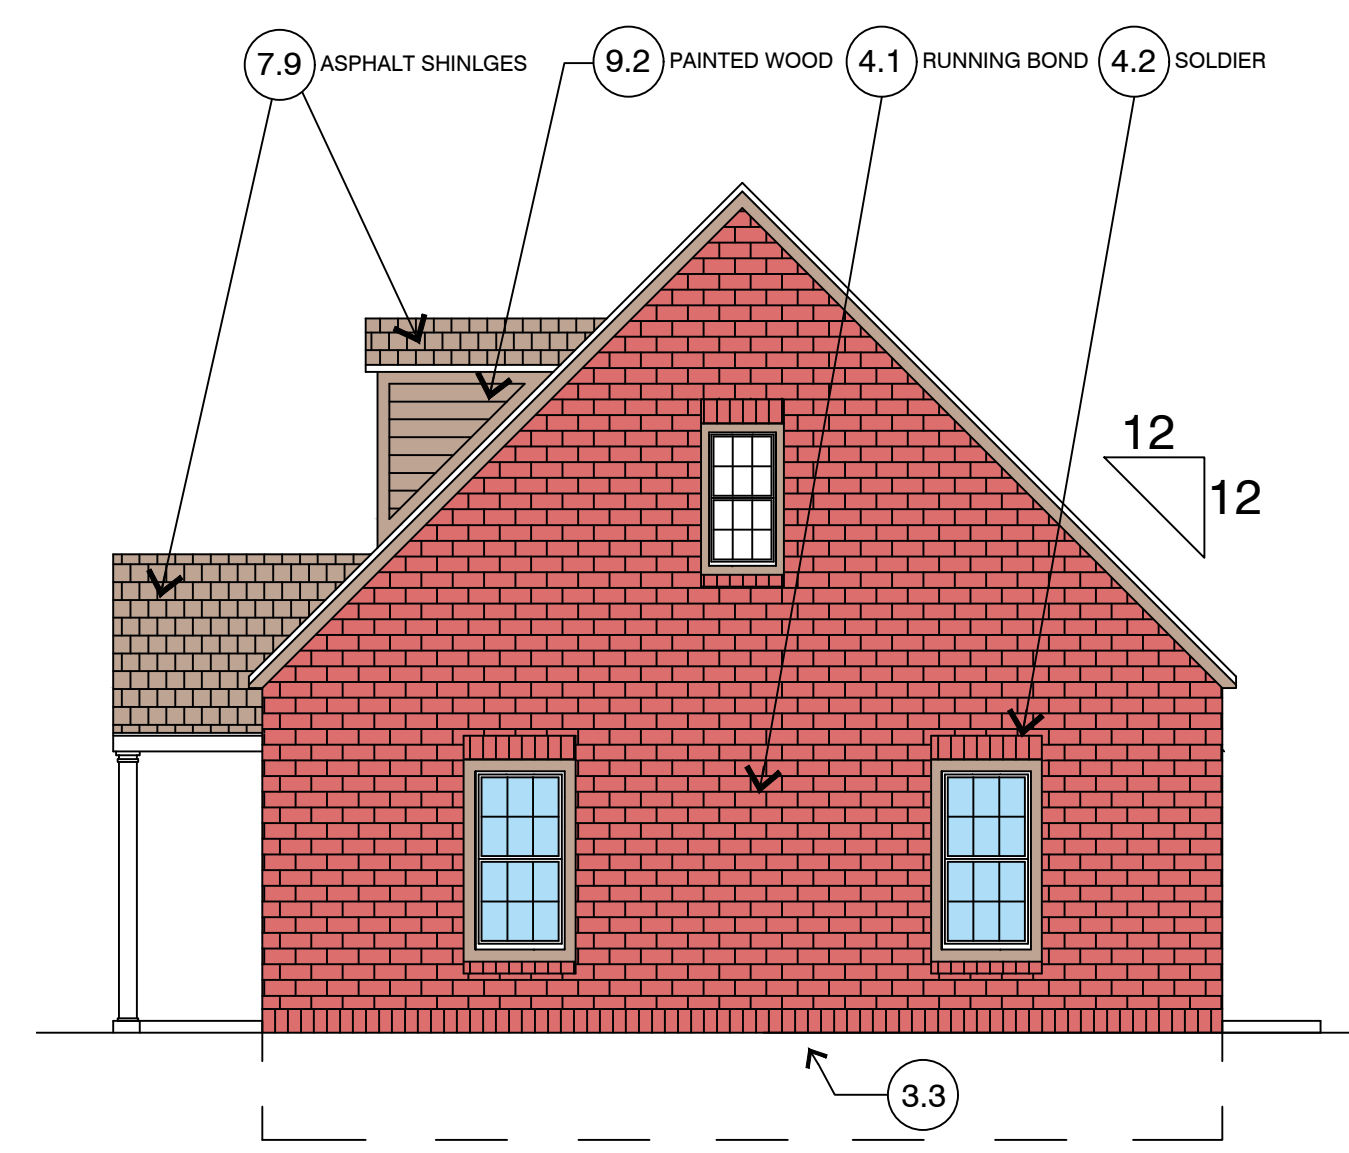 7.9 ASPHALT SHINLGES
9.2 PAINTED WOOD
4.1 RUNNING BOND
4.2 SOLDIER
12
12
3.3